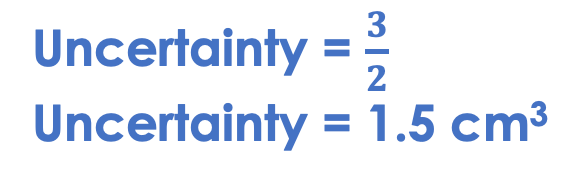 Uncertainty = 3/2
Uncertainty = 1.5 cm³